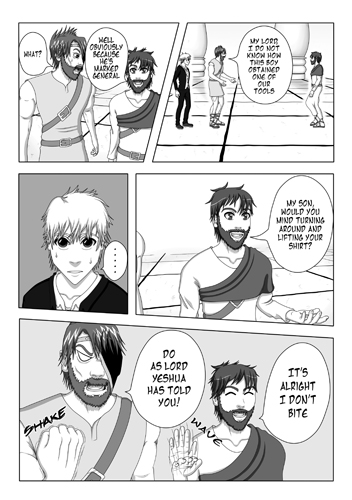 WHAT?
WELL
OBVIOUSLY
BECAUSE
HE'S
MARKED
GENERAL
MY LORD,
I DO NOT
KNOW HOW
THIS BOY
OBTAINED
ONE OF
OUR
TOOLS
. . . .
MY SON,
WOULD YOU
MIND TURNING
AROUND AND
LIFTING YOUR
SHIRT?
SHAKE
DO
AS LORD
YESHUA
HAS TOLD
YOU!
WAVE
IT'S
ALRIGHT
I DON'T
BITE